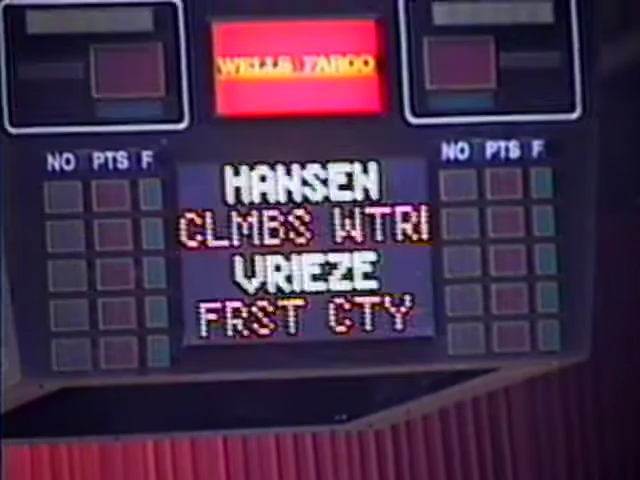 WELLS FARGO
NO PTS F
NO PTS F
HANSEN
CLMBS WTRI
VRIEZE
FRST CTY